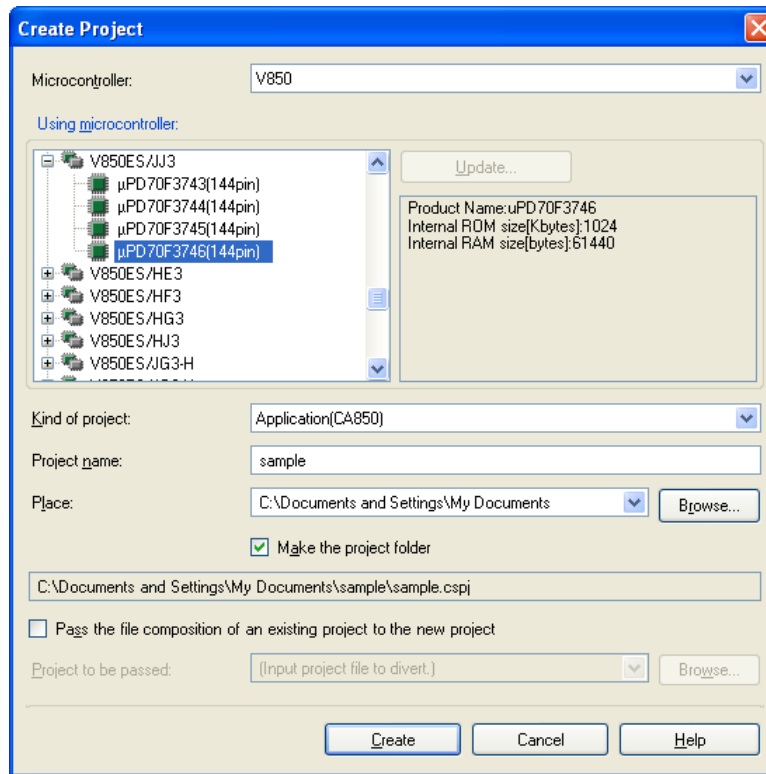 Create Project
Microcontroller:
V850
Using microcontroller:
V850ES/JJ3
µPD70F3743(144pin)
µPD70F3744(144pin)
µPD70F3745(144pin)
µPD70F3746(144pin)
V850ES/HE3
V850ES/HF3
V850ES/HG3
V850ES/HJ3
V850ES/JG3-H
Update...
Product Name:uPD70F3746
Internal ROM size[Kbytes]:1024
Internal RAM size[bytes]:61440
Kind of project:
Application(CA850)
Project name:
sample
Place:
C:\Documents and Settings\My Documents
Browse...
Make the project folder
C:\Documents and Settings\My Documents\sample\sample.cspj
Pass the file composition of an existing project to the new project
Project to be passed:
(Input project file to divert.)
Browse...
Create
Cancel
Help